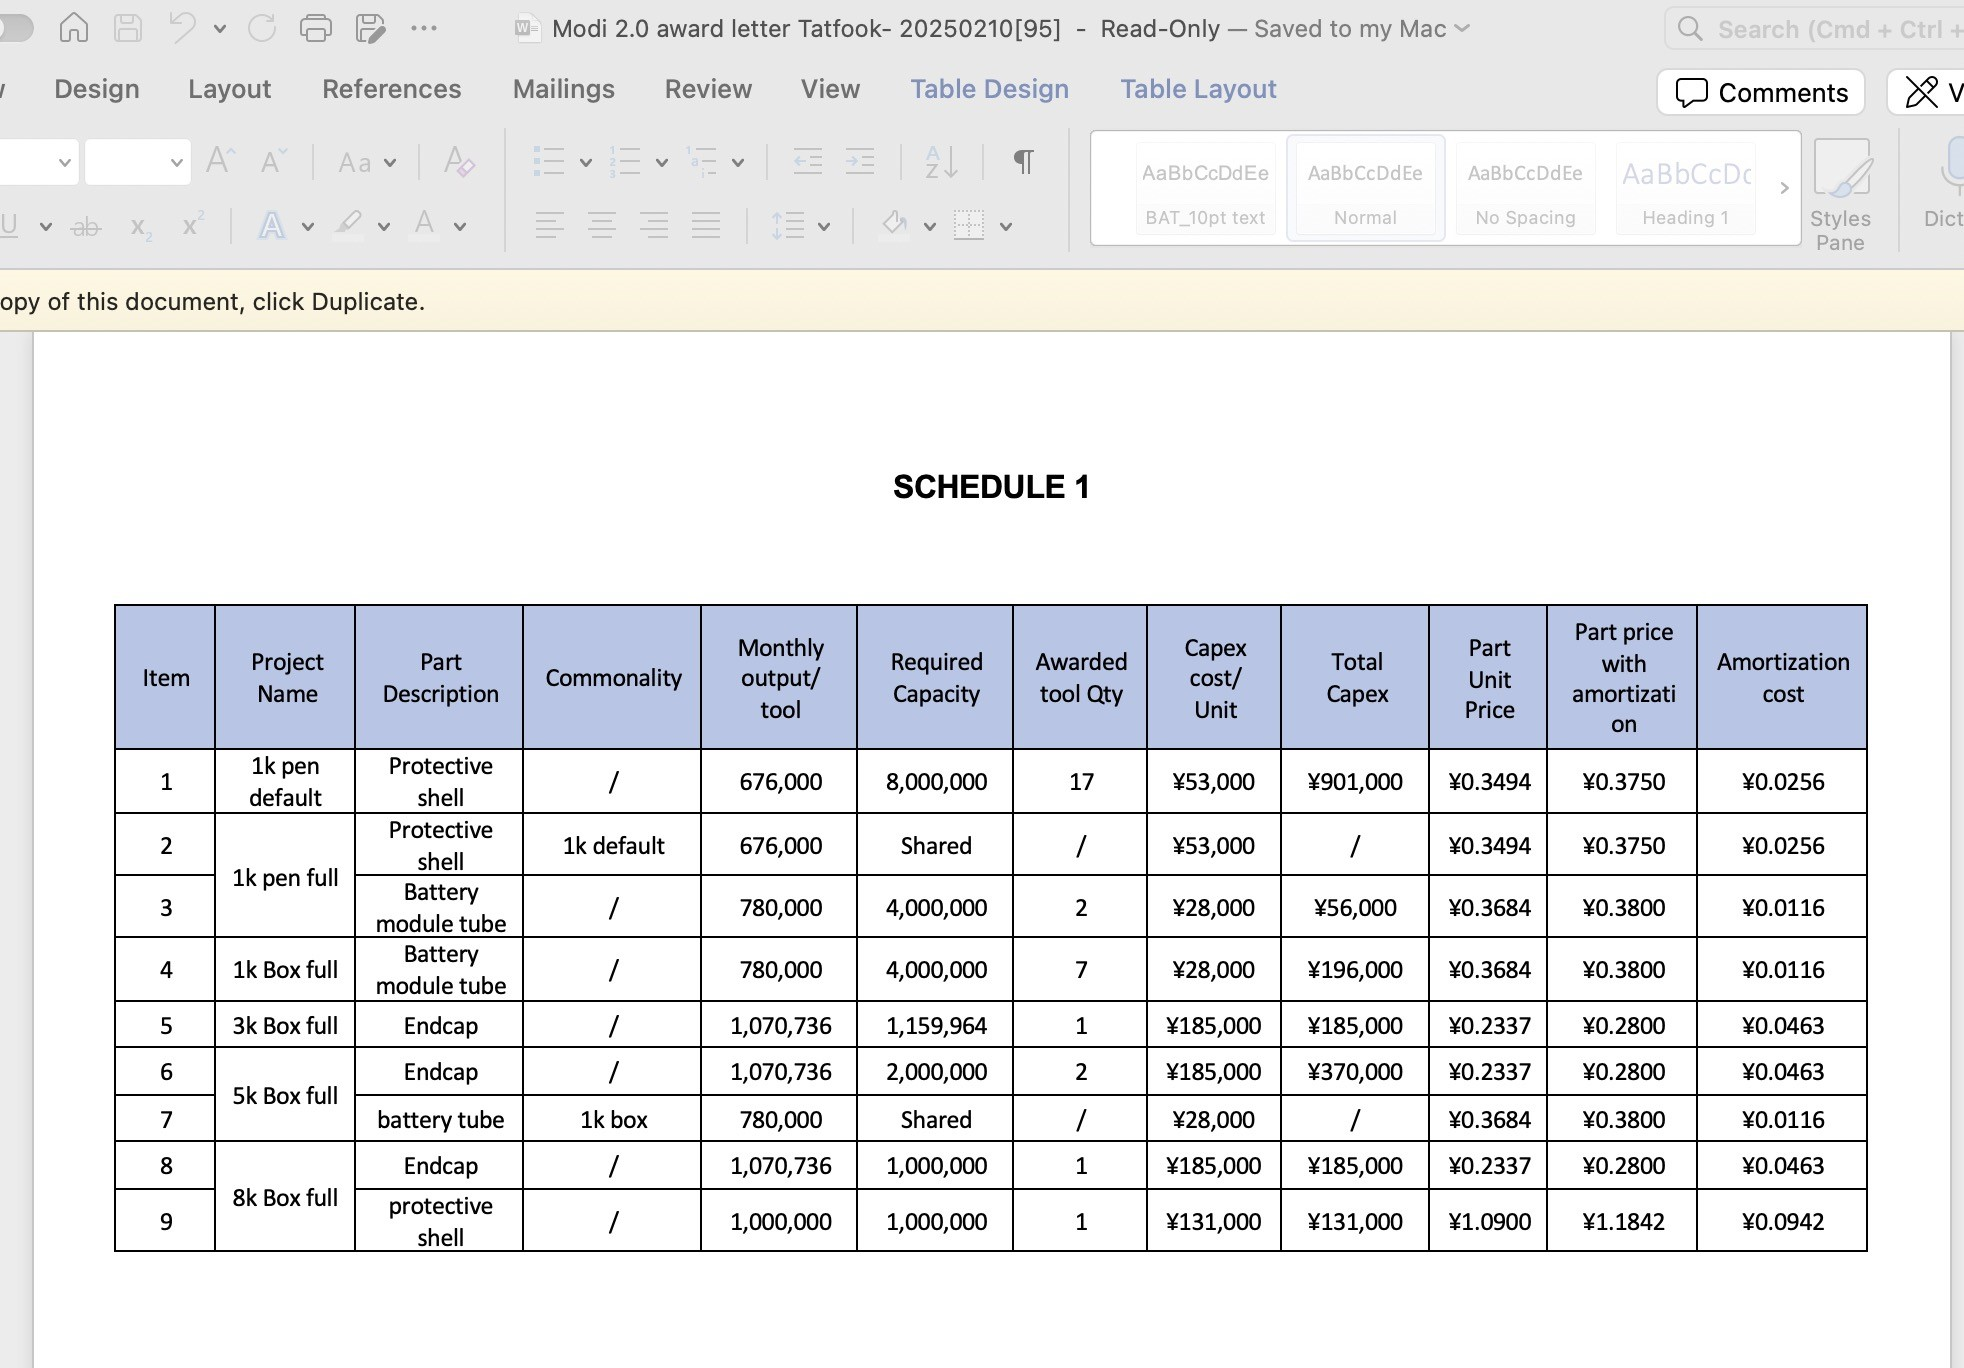 Modi 2.0 award letter Tatfook- 20250210[95] - Read-Only — Saved to my Mac
Search (Cmd + Ctrl +
Design Layout References Mailings Review View Table Design Table Layout
Comments
Aa
AaBbCcDdEe AaBbCcDdEe AaBbCcDdEe AaBbCcDc
BAT_10pt text Normal No Spacing Heading 1
Styles
Pane
Dict
opy of this document, click Duplicate.
SCHEDULE 1
Item
Project
Name
Part
Description
Commonality
Monthly
output/
tool
Required
Capacity
Awarded
tool Qty
Capex
cost/
Unit
Total
Capex
Part
Unit
Price
Part price
with
amortizati
on
Amortization
cost
1
1k pen
default
Protective
shell
/
676,000
8,000,000
17
¥53,000
¥901,000
¥0.3494
¥0.3750
¥0.0256
2
1k pen full
Protective
shell
1k default
676,000
Shared
/
¥53,000
/
¥0.3494
¥0.3750
¥0.0256
3
Battery
module tube
/
780,000
4,000,000
2
¥28,000
¥56,000
¥0.3684
¥0.3800
¥0.0116
4
1k Box full
Battery
module tube
/
780,000
4,000,000
7
¥28,000
¥196,000
¥0.3684
¥0.3800
¥0.0116
5
3k Box full
Endcap
/
1,070,736
1,159,964
1
¥185,000
¥185,000
¥0.2337
¥0.2800
¥0.0463
6
5k Box full
Endcap
/
1,070,736
2,000,000
2
¥185,000
¥370,000
¥0.2337
¥0.2800
¥0.0463
7
battery tube
1k box
780,000
Shared
/
¥28,000
/
¥0.3684
¥0.3800
¥0.0116
8
8k Box full
Endcap
/
1,070,736
1,000,000
1
¥185,000
¥185,000
¥0.2337
¥0.2800
¥0.0463
9
protective
shell
/
1,000,000
1,000,000
1
¥131,000
¥131,000
¥1.0900
¥1.1842
¥0.0942